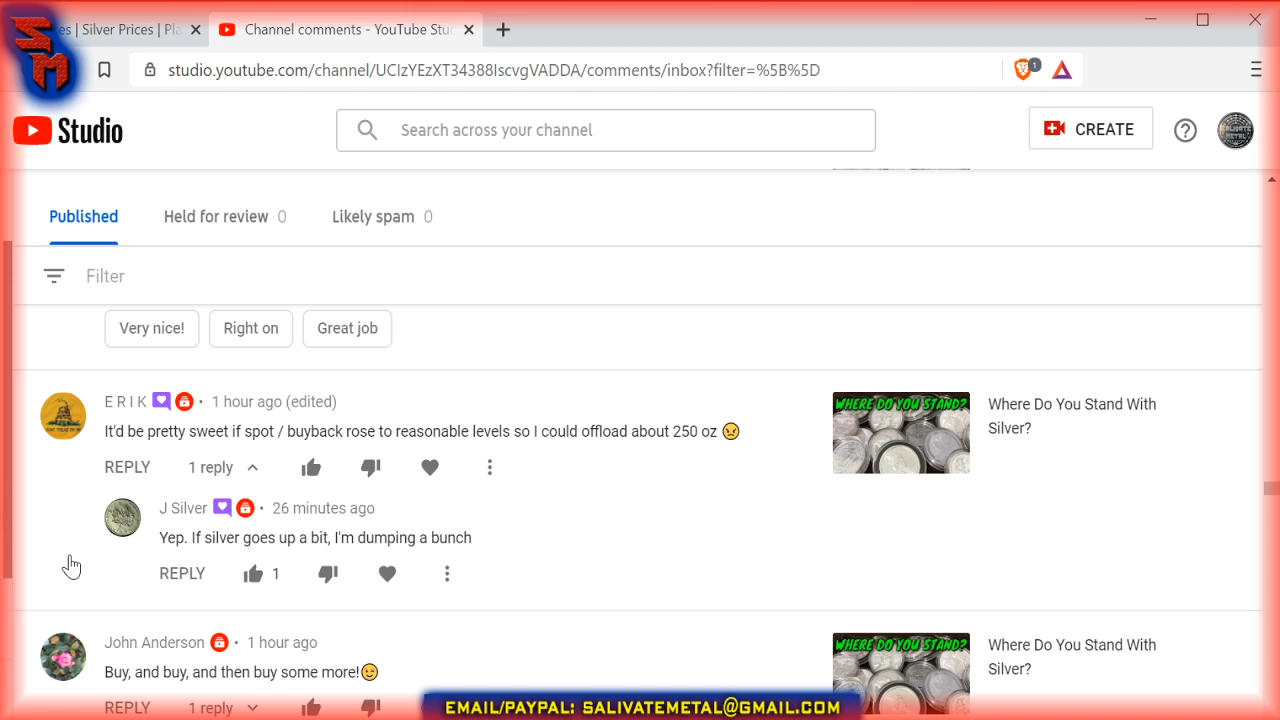 es | Silver Prices | Pla
Channel comments - YouTube Stu
SM
studio.youtube.com/channel/UCIzYEzXT34388IscvgVADDA/comments/inbox?filter=%5B%5D
1
Studio
Search across your channel
CREATE
SALIVATE METAL
Published
Held for review 0
Likely spam 0
Filter
Very nice!
Right on
Great job
E R I K • 1 hour ago (edited)
It'd be pretty sweet if spot / buyback rose to reasonable levels so I could offload about 250 oz 😠
REPLY 1 reply
WHERE DO YOU STAND?
Where Do You Stand With
Silver?
J Silver • 26 minutes ago
Yep. If silver goes up a bit, I'm dumping a bunch
REPLY 1
John Anderson • 1 hour ago
Buy, and buy, and then buy some more!😉
REPLY 1 reply
WHERE DO YOU STAND?
Where Do You Stand With
Silver?
EMAIL/PAYPAL: SALIVATEMETAL@GMAIL.COM